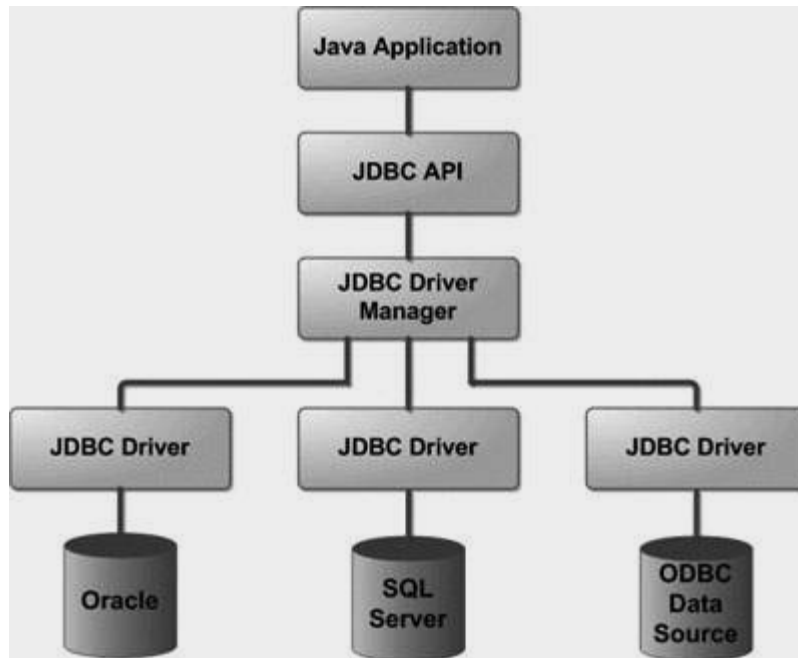 Java Application
JDBC API
JDBC Driver
Manager
JDBC Driver
JDBC Driver
JDBC Driver
Oracle
SQL
Server
ODBC
Data
Source